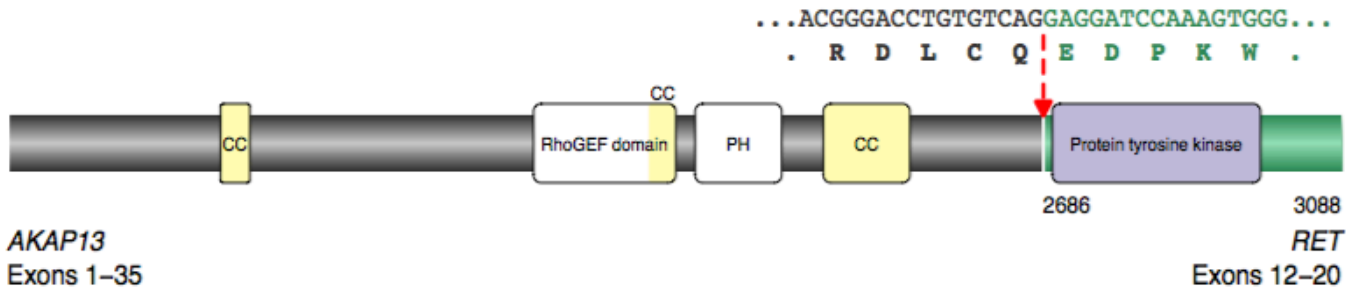 ...ACGGGACCTGTGTCAGGAGGATCCAAAGTGGG...
. R D L C Q E D P K W .
CC
CC
RhoGEF domain
PH
CC
Protein tyrosine kinase
2686
3088
AKAP13
RET
Exons 1–35
Exons 12–20